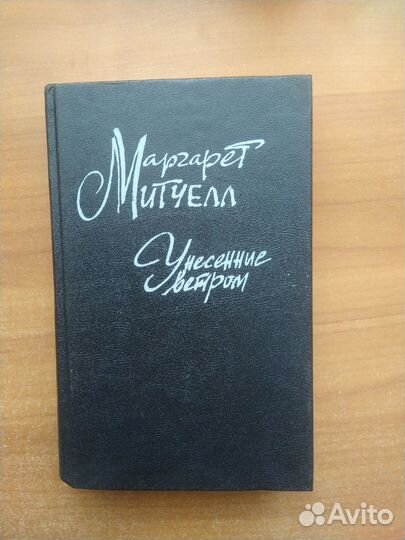 Маргарет
Митчелл
Унесенные
ветром
Avito